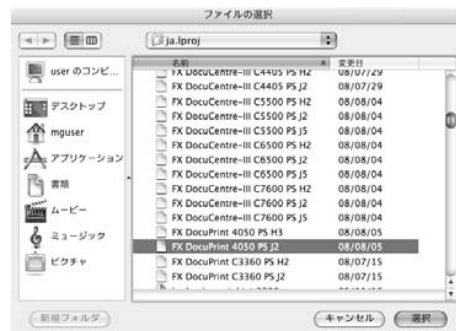 ファイルの選択
ja.lproj
名前 変更日
user のコンピ...
デスクトップ
mguser
アプリケーション
書類
ムービー
ミュージック
ピクチャ
FX DocuCentre-III C4405 PS H2 08/07/29
FX DocuCentre-III C4405 PS J2 08/07/29
FX DocuCentre-III C5500 PS H2 08/08/04
FX DocuCentre-III C5500 PS J2 08/08/04
FX DocuCentre-III C5500 PS J5 08/08/04
FX DocuCentre-III C6500 PS H2 08/08/04
FX DocuCentre-III C6500 PS J2 08/08/04
FX DocuCentre-III C6500 PS J5 08/08/04
FX DocuCentre-III C7600 PS H2 08/08/04
FX DocuCentre-III C7600 PS J2 08/08/04
FX DocuCentre-III C7600 PS J5 08/08/04
FX DocuPrint 4050 PS H3 08/08/05
FX DocuPrint 4050 PS J2 08/08/05
FX DocuPrint C3360 PS H2 08/07/15
FX DocuPrint C3360 PS J2 08/07/15
新規フォルダ キャンセル 選択